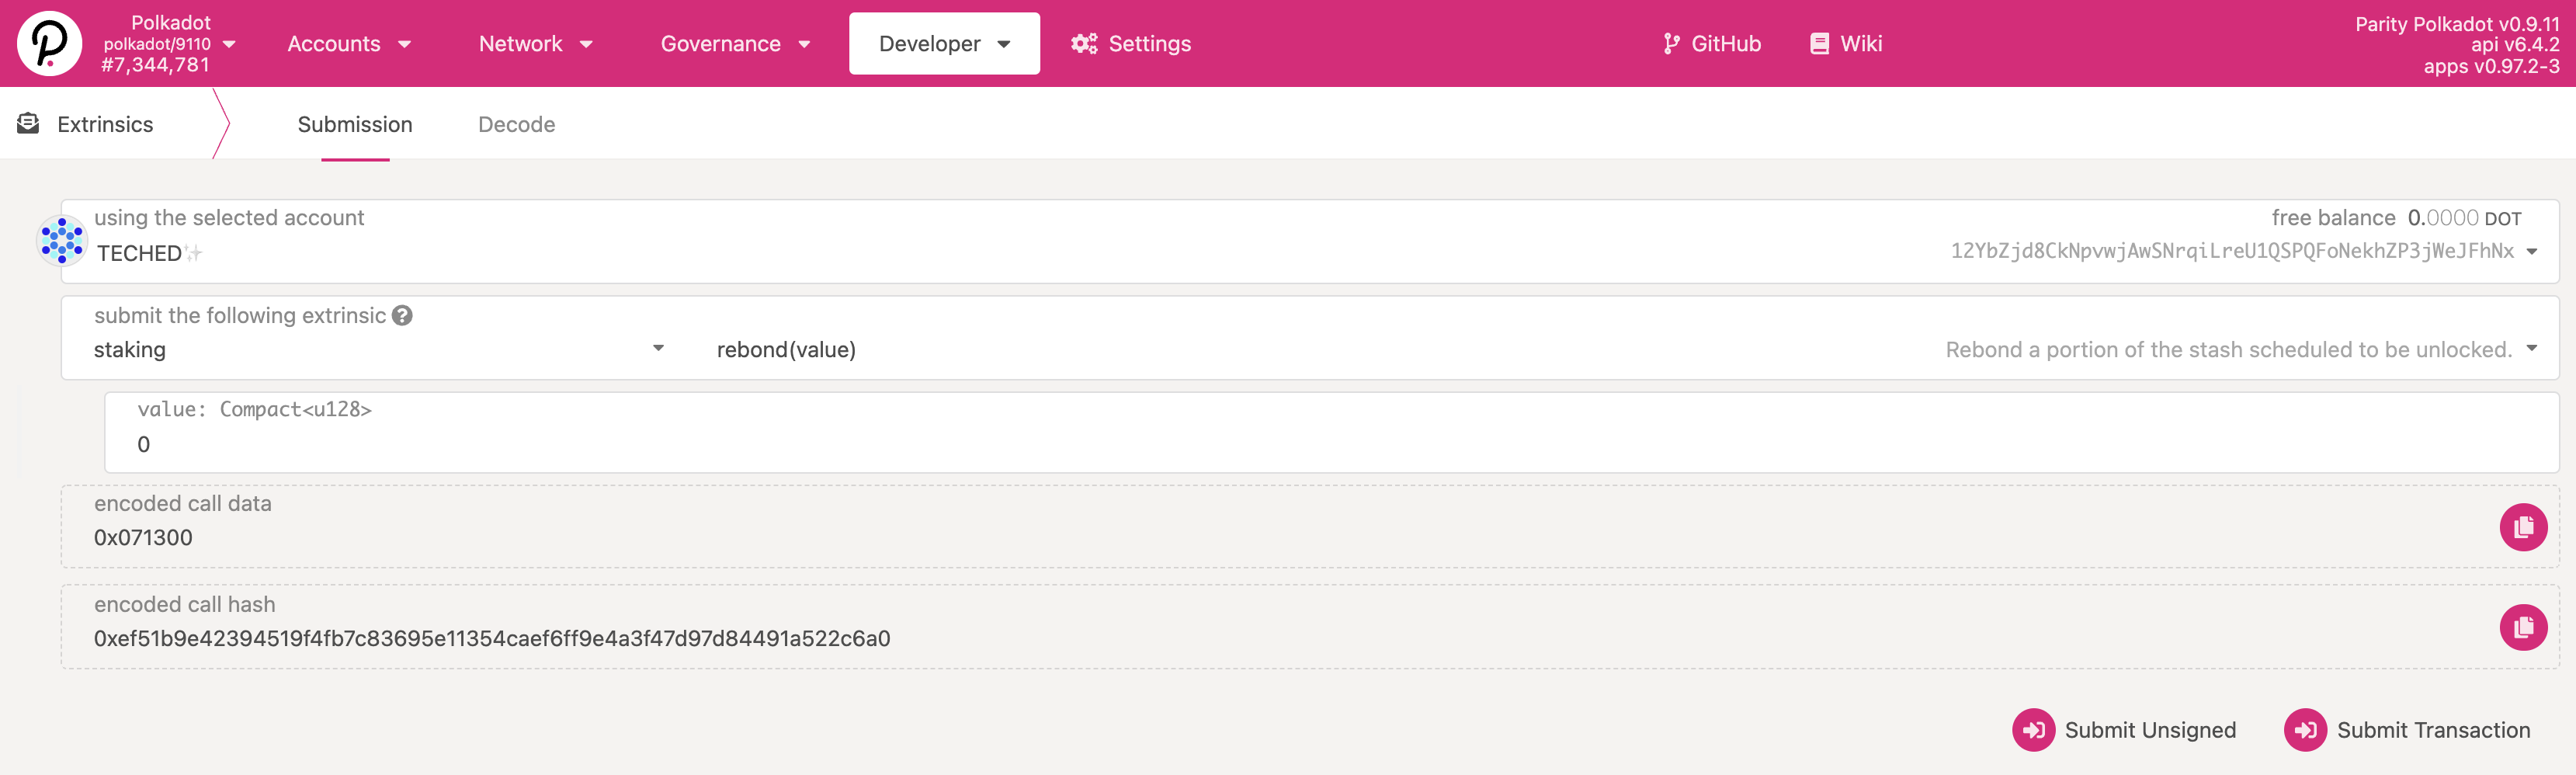 Polkadot
polkadot/9110
#7,344,781
Accounts
Network
Governance
Developer
Settings
GitHub
Wiki
Parity Polkadot v0.9.11
api v6.4.2
apps v0.97.2-3
Extrinsics
Submission
Decode
using the selected account
free balance 0.0000 DOT
TECHED✨
12YbZjd8CkNpvwjAwSNrqiLreU1QSPQFoNekhZP3jWeJFhNx
submit the following extrinsic
staking
rebond(value)
Rebond a portion of the stash scheduled to be unlocked.
value: Compact<u128>
0
encoded call data
0x071300
encoded call hash
0xef51b9e42394519f4fb7c83695e11354caef6ff9e4a3f47d97d84491a522c6a0
Submit Unsigned
Submit Transaction